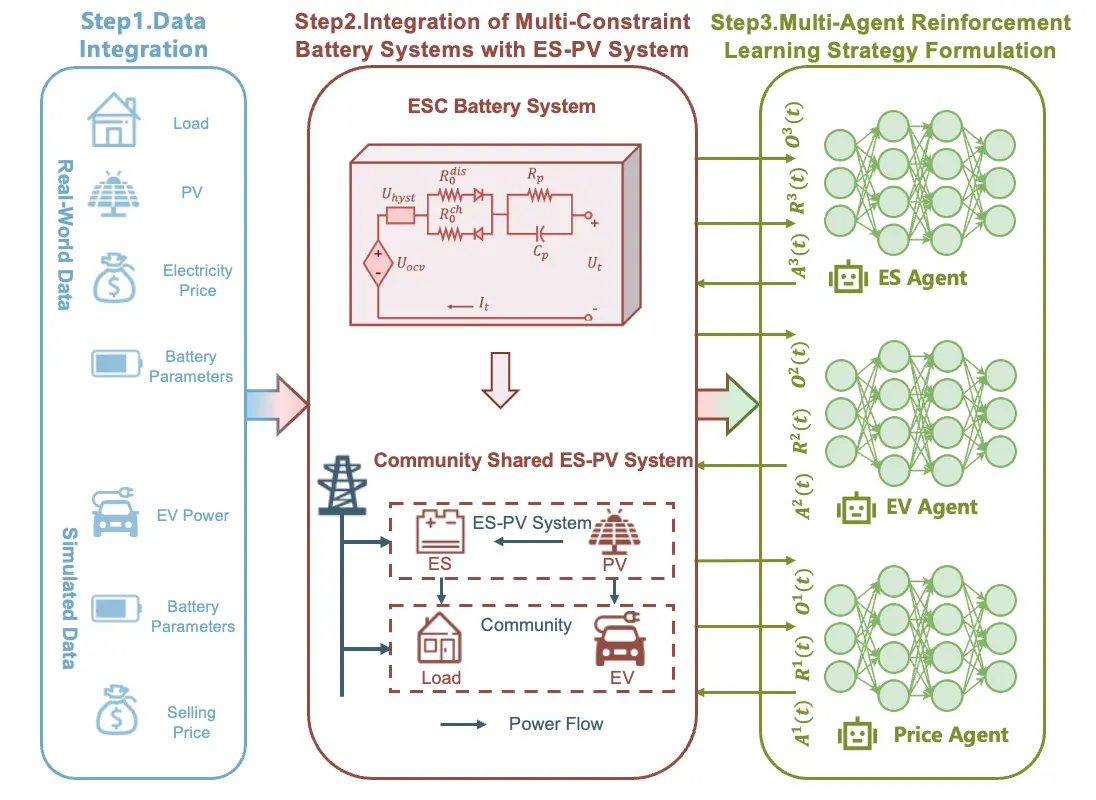 Step1.Data
Integration
Real-World Data
Load
PV
Electricity
Price
Battery
Parameters
Simulated Data
EV Power
Battery
Parameters
Selling
Price
Step2.Integration of Multi-Constraint
Battery Systems with ES-PV System
ESC Battery System
U_hyst
R_0^dis
R_0^ch
R_p
C_p
+
-
U_ocv
+
U_t
-
I_t
Community Shared ES-PV System
ES-PV System
ES
PV
Community
Load
EV
Power Flow
Step3.Multi-Agent Reinforcement
Learning Strategy Formulation
O^3(t)
R^3(t)
A^3(t)
ES Agent
O^2(t)
R^2(t)
A^2(t)
EV Agent
O^1(t)
R^1(t)
A^1(t)
Price Agent